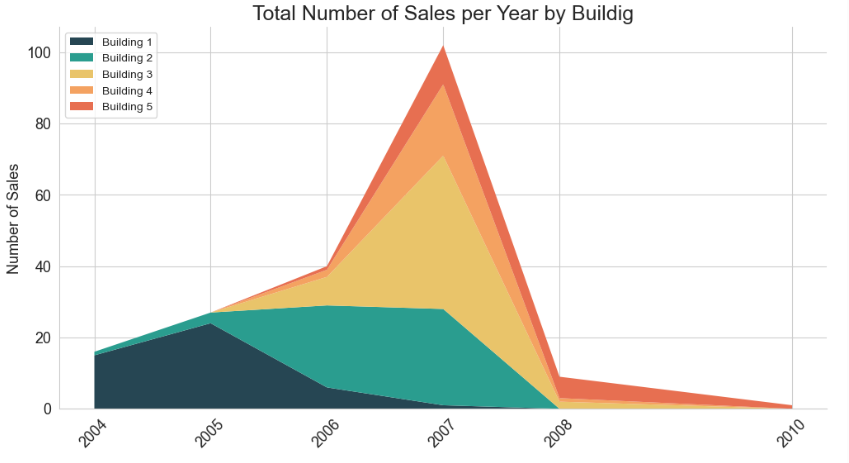 Total Number of Sales per Year by Buildig
Building 1
Building 2
Building 3
Building 4
Building 5
Number of Sales
100
80
60
40
20
0
2004
2005
2006
2007
2008
2010